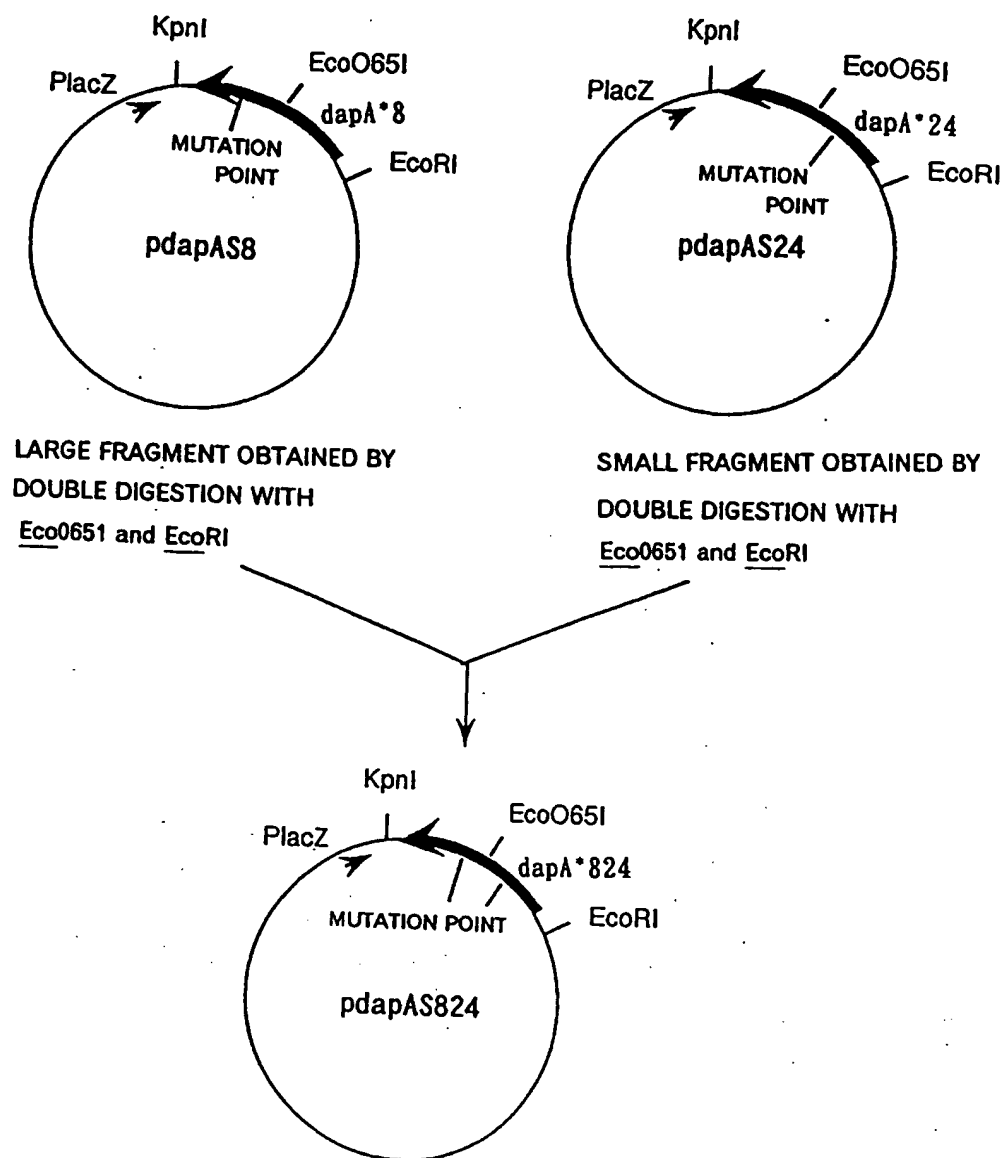 KpnI
EcoO65I
PlacZ
dapA*8
MUTATION
POINT
EcoRI
pdapAS8
KpnI
EcoO65I
PlacZ
dapA*24
MUTATION
POINT
EcoRI
pdapAS24
LARGE FRAGMENT OBTAINED BY
DOUBLE DIGESTION WITH
Eco0651 and EcoRI
SMALL FRAGMENT OBTAINED BY
DOUBLE DIGESTION WITH
Eco0651 and EcoRI
KpnI
EcoO65I
PlacZ
dapA*824
MUTATION POINT
EcoRI
pdapAS824